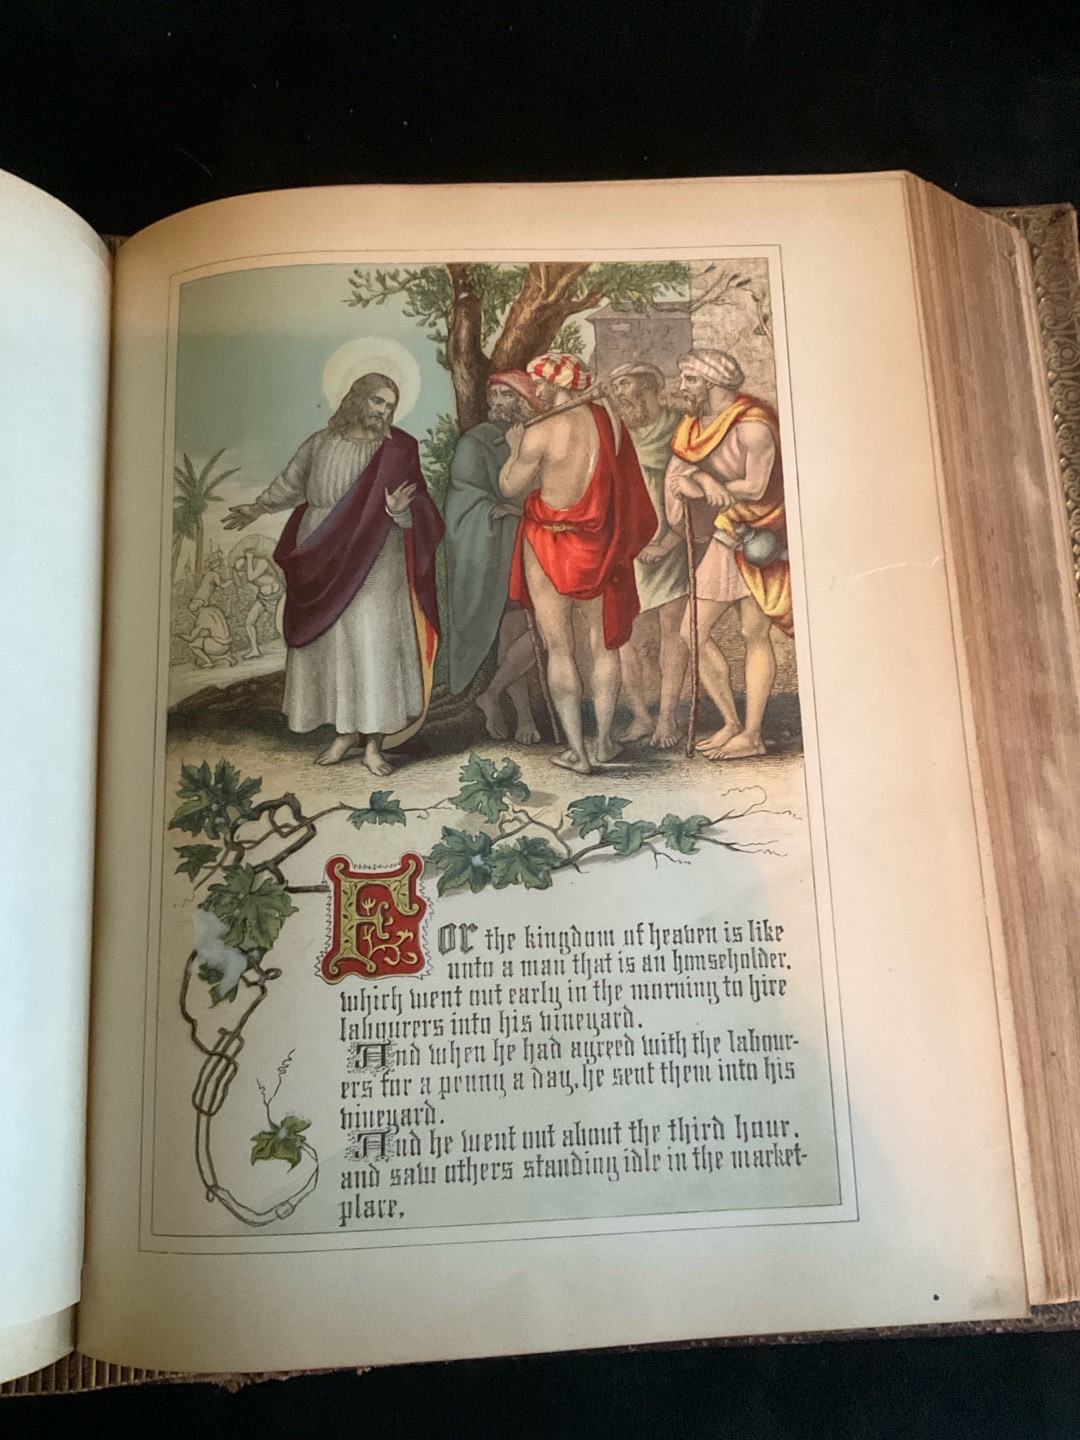 For the kingdom of heaven is like
unto a man that is an householder,
which went out early in the morning to hire
labourers into his vineyard.
And when he had agreed with the labour-
ers for a penny a day, he sent them into his
vineyard.
And he went out about the third hour,
and saw others standing idle in the market-
place,